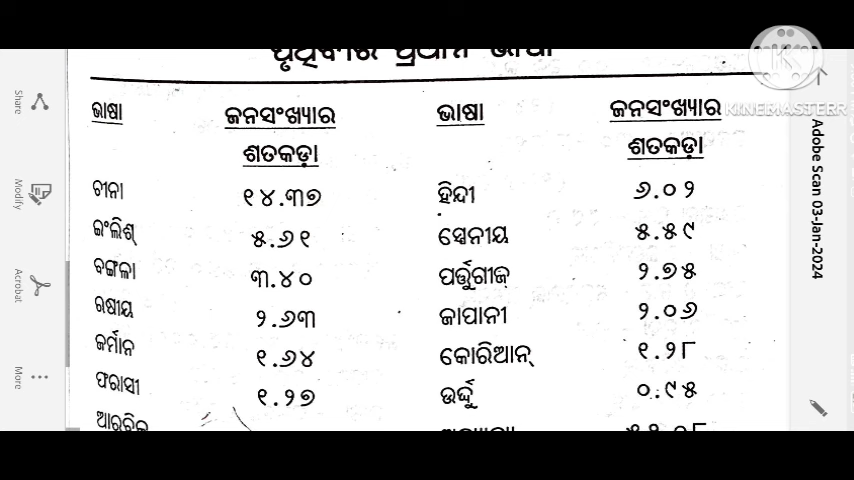 ପୃଥିବୀର ପ୍ରଧାନ ଭାଷା
ଭାଷା ଜନସଂଖ୍ୟାର ଶତକଡ଼ା ଭାଷା ଜନସଂଖ୍ୟାର ଶତକଡ଼ା
ଚୀନା ୧୪.୩୭ ହିନ୍ଦୀ ୬.୦୨
ଇଂଲିଶ୍ ୫.୬୧ ସ୍ପେନୀୟ ୫.୫୯
ବଙ୍ଗଳା ୩.୪୦ ପର୍ତ୍ତୁଗୀଜ୍ ୨.୭୫
ଋଷୀୟ ୨.୬୩ ଜାପାନୀ ୨.୦୬
ଜର୍ମାନ ୧.୬୪ କୋରିଆନ୍ ୧.୨୮
ଫରାସୀ ୧.୨୭ ଉର୍ଦ୍ଦୁ ୦.୯୫
Share
Modify
Acrobat
More
Adobe Scan 03-Jan-2024
KINEMASTER